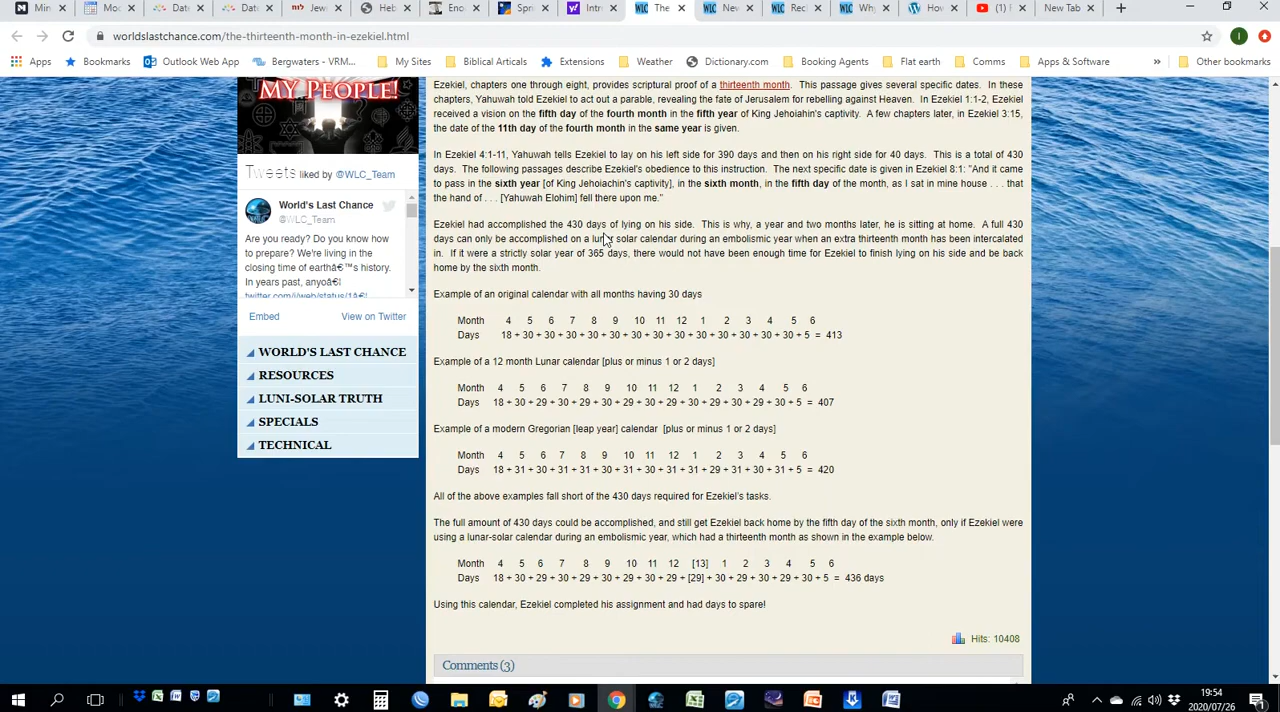 Min
Mod
Date
Date
Jewi
Heb
Eno
Spri
Intr
The
New
Reck
Why
How
(1) F
New Tab
worldslastchance.com/the-thirteenth-month-in-ezekiel.html
Apps
Bookmarks
Outlook Web App
Bergwaters - VRM...
My Sites
Biblical Articles
Extensions
Weather
Dictionary.com
Booking Agents
Flat earth
Comms
Apps & Software
»
Other bookmarks
MY PEOPLE!
Tweets liked by @WLC_Team
World's Last Chance
@WLC_Team
Are you ready? Do you know how
to prepare? We're living in the
closing time of earthâ€™s history.
In years past, anyoâ€¦
twitter.com/i/web/status/1â€¦
Embed
View on Twitter
WORLD'S LAST CHANCE
RESOURCES
LUNI-SOLAR TRUTH
SPECIALS
TECHNICAL
Ezekiel, chapters one through eight, provides scriptural proof of a thirteenth month. This passage gives several specific dates. In these
chapters, Yahuwah told Ezekiel to act out a parable, revealing the fate of Jerusalem for rebelling against Heaven. In Ezekiel 1:1-2, Ezekiel
received a vision on the fifth day of the fourth month in the fifth year of King Jehoiahin's captivity. A few chapters later, in Ezekiel 3:15,
the date of the 11th day of the fourth month in the same year is given.
In Ezekiel 4:1-11, Yahuwah tells Ezekiel to lay on his left side for 390 days and then on his right side for 40 days. This is a total of 430
days. The following passages describe Ezekiel's obedience to this instruction. The next specific date is given in Ezekiel 8:1: "And it came
to pass in the sixth year [of King Jehoiachin's captivity], in the sixth month, in the fifth day of the month, as I sat in mine house . . . that
the hand of . . . [Yahuwah Elohim] fell there upon me."
Ezekiel had accomplished the 430 days of lying on his side. This is why, a year and two months later, he is sitting at home. A full 430
days can only be accomplished on a lunar solar calendar during an embolismic year when an extra thirteenth month has been intercalated
in. If it were a strictly solar year of 365 days, there would not have been enough time for Ezekiel to finish lying on his side and be back
home by the sixth month.
Example of an original calendar with all months having 30 days
Month 4 5 6 7 8 9 10 11 12 1 2 3 4 5 6
Days 18 + 30 + 30 + 30 + 30 + 30 + 30 + 30 + 30 + 30 + 30 + 30 + 30 + 30 + 5 = 413
Example of a 12 month Lunar calendar [plus or minus 1 or 2 days]
Month 4 5 6 7 8 9 10 11 12 1 2 3 4 5 6
Days 18 + 30 + 29 + 30 + 29 + 30 + 29 + 30 + 29 + 30 + 29 + 30 + 29 + 30 + 5 = 407
Example of a modern Gregorian [leap year] calendar [plus or minus 1 or 2 days]
Month 4 5 6 7 8 9 10 11 12 1 2 3 4 5 6
Days 18 + 31 + 30 + 31 + 31 + 30 + 31 + 30 + 31 + 31 + 29 + 31 + 30 + 31 + 5 = 420
All of the above examples fall short of the 430 days required for Ezekiel's tasks.
The full amount of 430 days could be accomplished, and still get Ezekiel back home by the fifth day of the sixth month, only if Ezekiel were
using a lunar-solar calendar during an embolismic year, which had a thirteenth month as shown in the example below.
Month 4 5 6 7 8 9 10 11 12 [13] 1 2 3 4 5 6
Days 18 + 30 + 29 + 30 + 29 + 30 + 29 + 30 + 29 + [29] + 30 + 29 + 30 + 29 + 30 + 5 = 436 days
Using this calendar, Ezekiel completed his assignment and had days to spare!
Hits: 10408
Comments (3)
19:54
2020/07/26